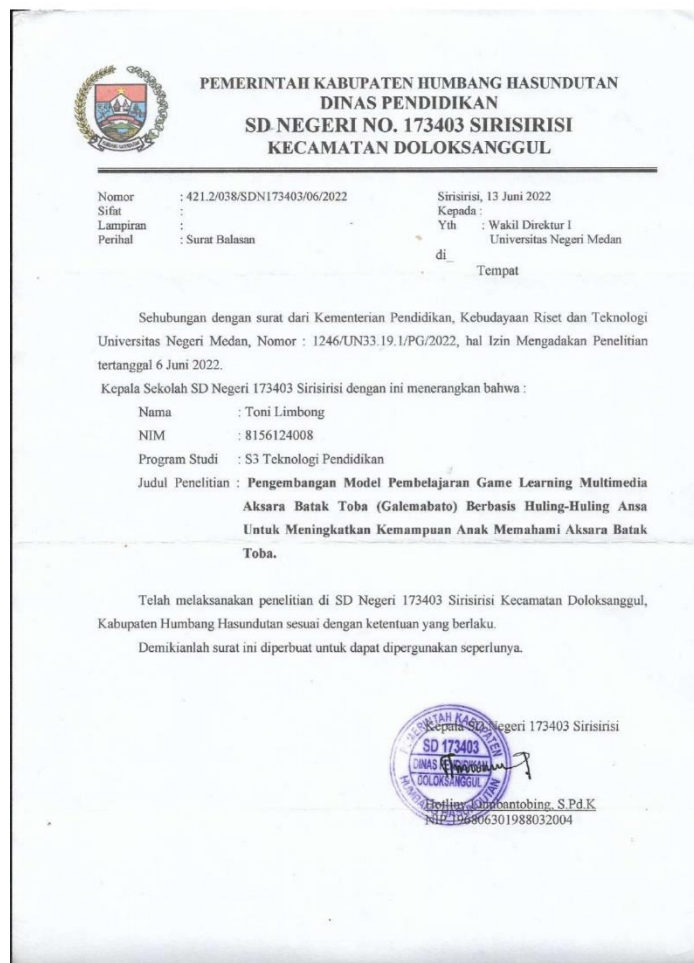 PEMERINTAH KABUPATEN HUMBANG HASUNDUTAN
DINAS PENDIDIKAN
SD NEGERI NO. 173403 SIRISIRISI
KECAMATAN DOLOKSANGGUL
Nomor : 421.2/038/SDN173403/06/2022
Sifat :
Lampiran :
Perihal : Surat Balasan
Sirisirisi, 13 Juni 2022
Kepada :
Yth : Wakil Direktur I
Universitas Negeri Medan
di_
Tempat
Sehubungan dengan surat dari Kementerian Pendidikan, Kebudayaan Riset dan Teknologi
Universitas Negeri Medan, Nomor : 1246/UN33.19.1/PG/2022, hal Izin Mengadakan Penelitian
tertanggal 6 Juni 2022.
Kepala Sekolah SD Negeri 173403 Sirisirisi dengan ini menerangkan bahwa :
Nama : Toni Limbong
NIM : 8156124008
Program Studi : S3 Teknologi Pendidikan
Judul Penelitian : Pengembangan Model Pembelajaran Game Learning Multimedia
Aksara Batak Toba (Galemabato) Berbasis Huling-Huling Ansa
Untuk Meningkatkan Kemampuan Anak Memahami Aksara Batak
Toba.
Telah melaksanakan penelitian di SD Negeri 173403 Sirisirisi Kecamatan Doloksanggul,
Kabupaten Humbang Hasundutan sesuai dengan ketentuan yang berlaku.
Demikianlah surat ini diperbuat untuk dapat dipergunakan seperlunya.
Kepala SD Negeri 173403 Sirisirisi
PEMERINTAH KABUPATEN
SD 173403
DINAS PENDIDIKAN
DOLOKSANGGUL
HUMBANG HASUNDUTAN
Lumbantobing, S.Pd.K
NIP 196806301988032004